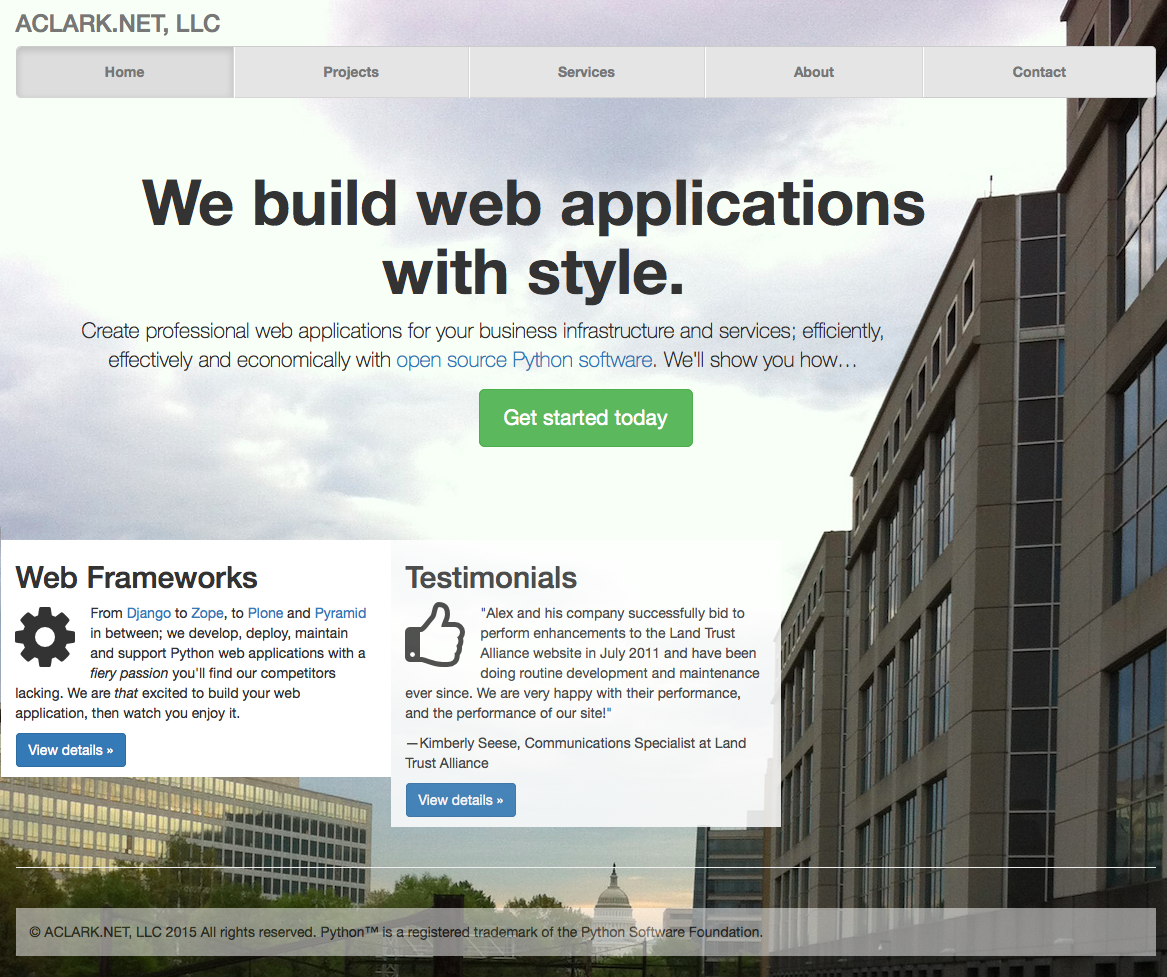 ACLARK.NET, LLC
Home Projects Services About Contact
We build web applications
with style.
Create professional web applications for your business infrastructure and services; efficiently,
effectively and economically with open source Python software. We'll show you how…
Get started today
Web Frameworks
From Django to Zope, to Plone and Pyramid
in between; we develop, deploy, maintain
and support Python web applications with a
fiery passion you'll find our competitors
lacking. We are that excited to build your web
application, then watch you enjoy it.
View details »
Testimonials
"Alex and his company successfully bid to
perform enhancements to the Land Trust
Alliance website in July 2011 and have been
doing routine development and maintenance
ever since. We are very happy with their performance,
and the performance of our site!"
—Kimberly Seese, Communications Specialist at Land
Trust Alliance
View details »
© ACLARK.NET, LLC 2015 All rights reserved. Python™ is a registered trademark of the Python Software Foundation.